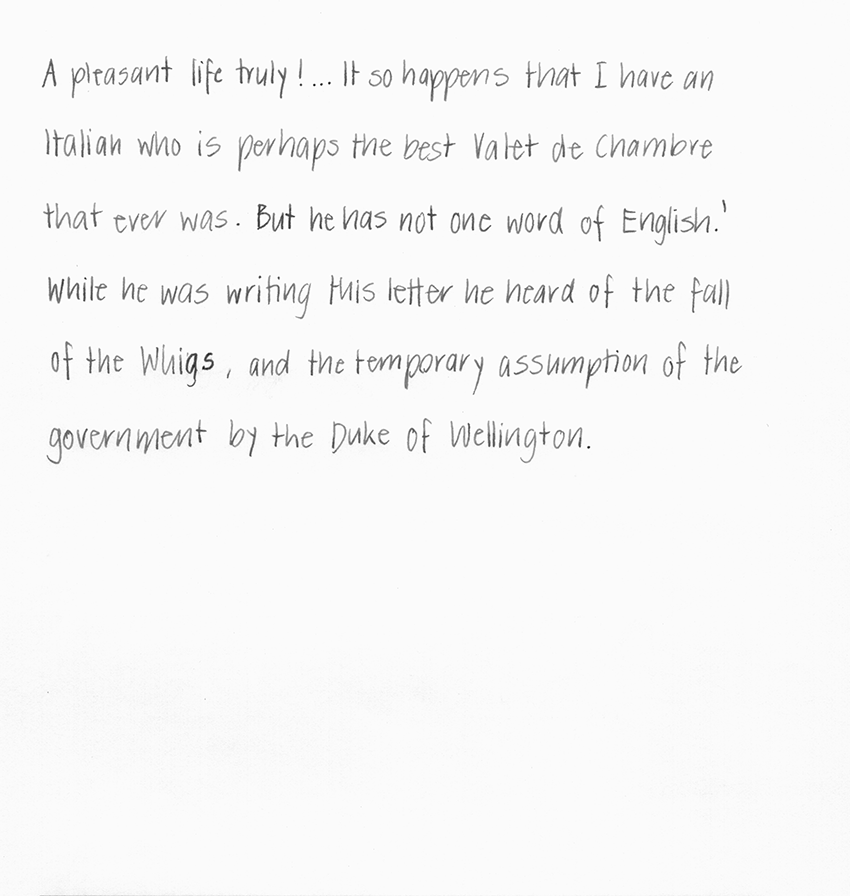 A pleasant life truly!... It so happens that I have an
Italian who is perhaps the best Valet de Chambre
that ever was. But he has not one word of English.'
While he was writing this letter he heard of the fall
of the Whigs, and the temporary assumption of the
government by the Duke of Wellington.